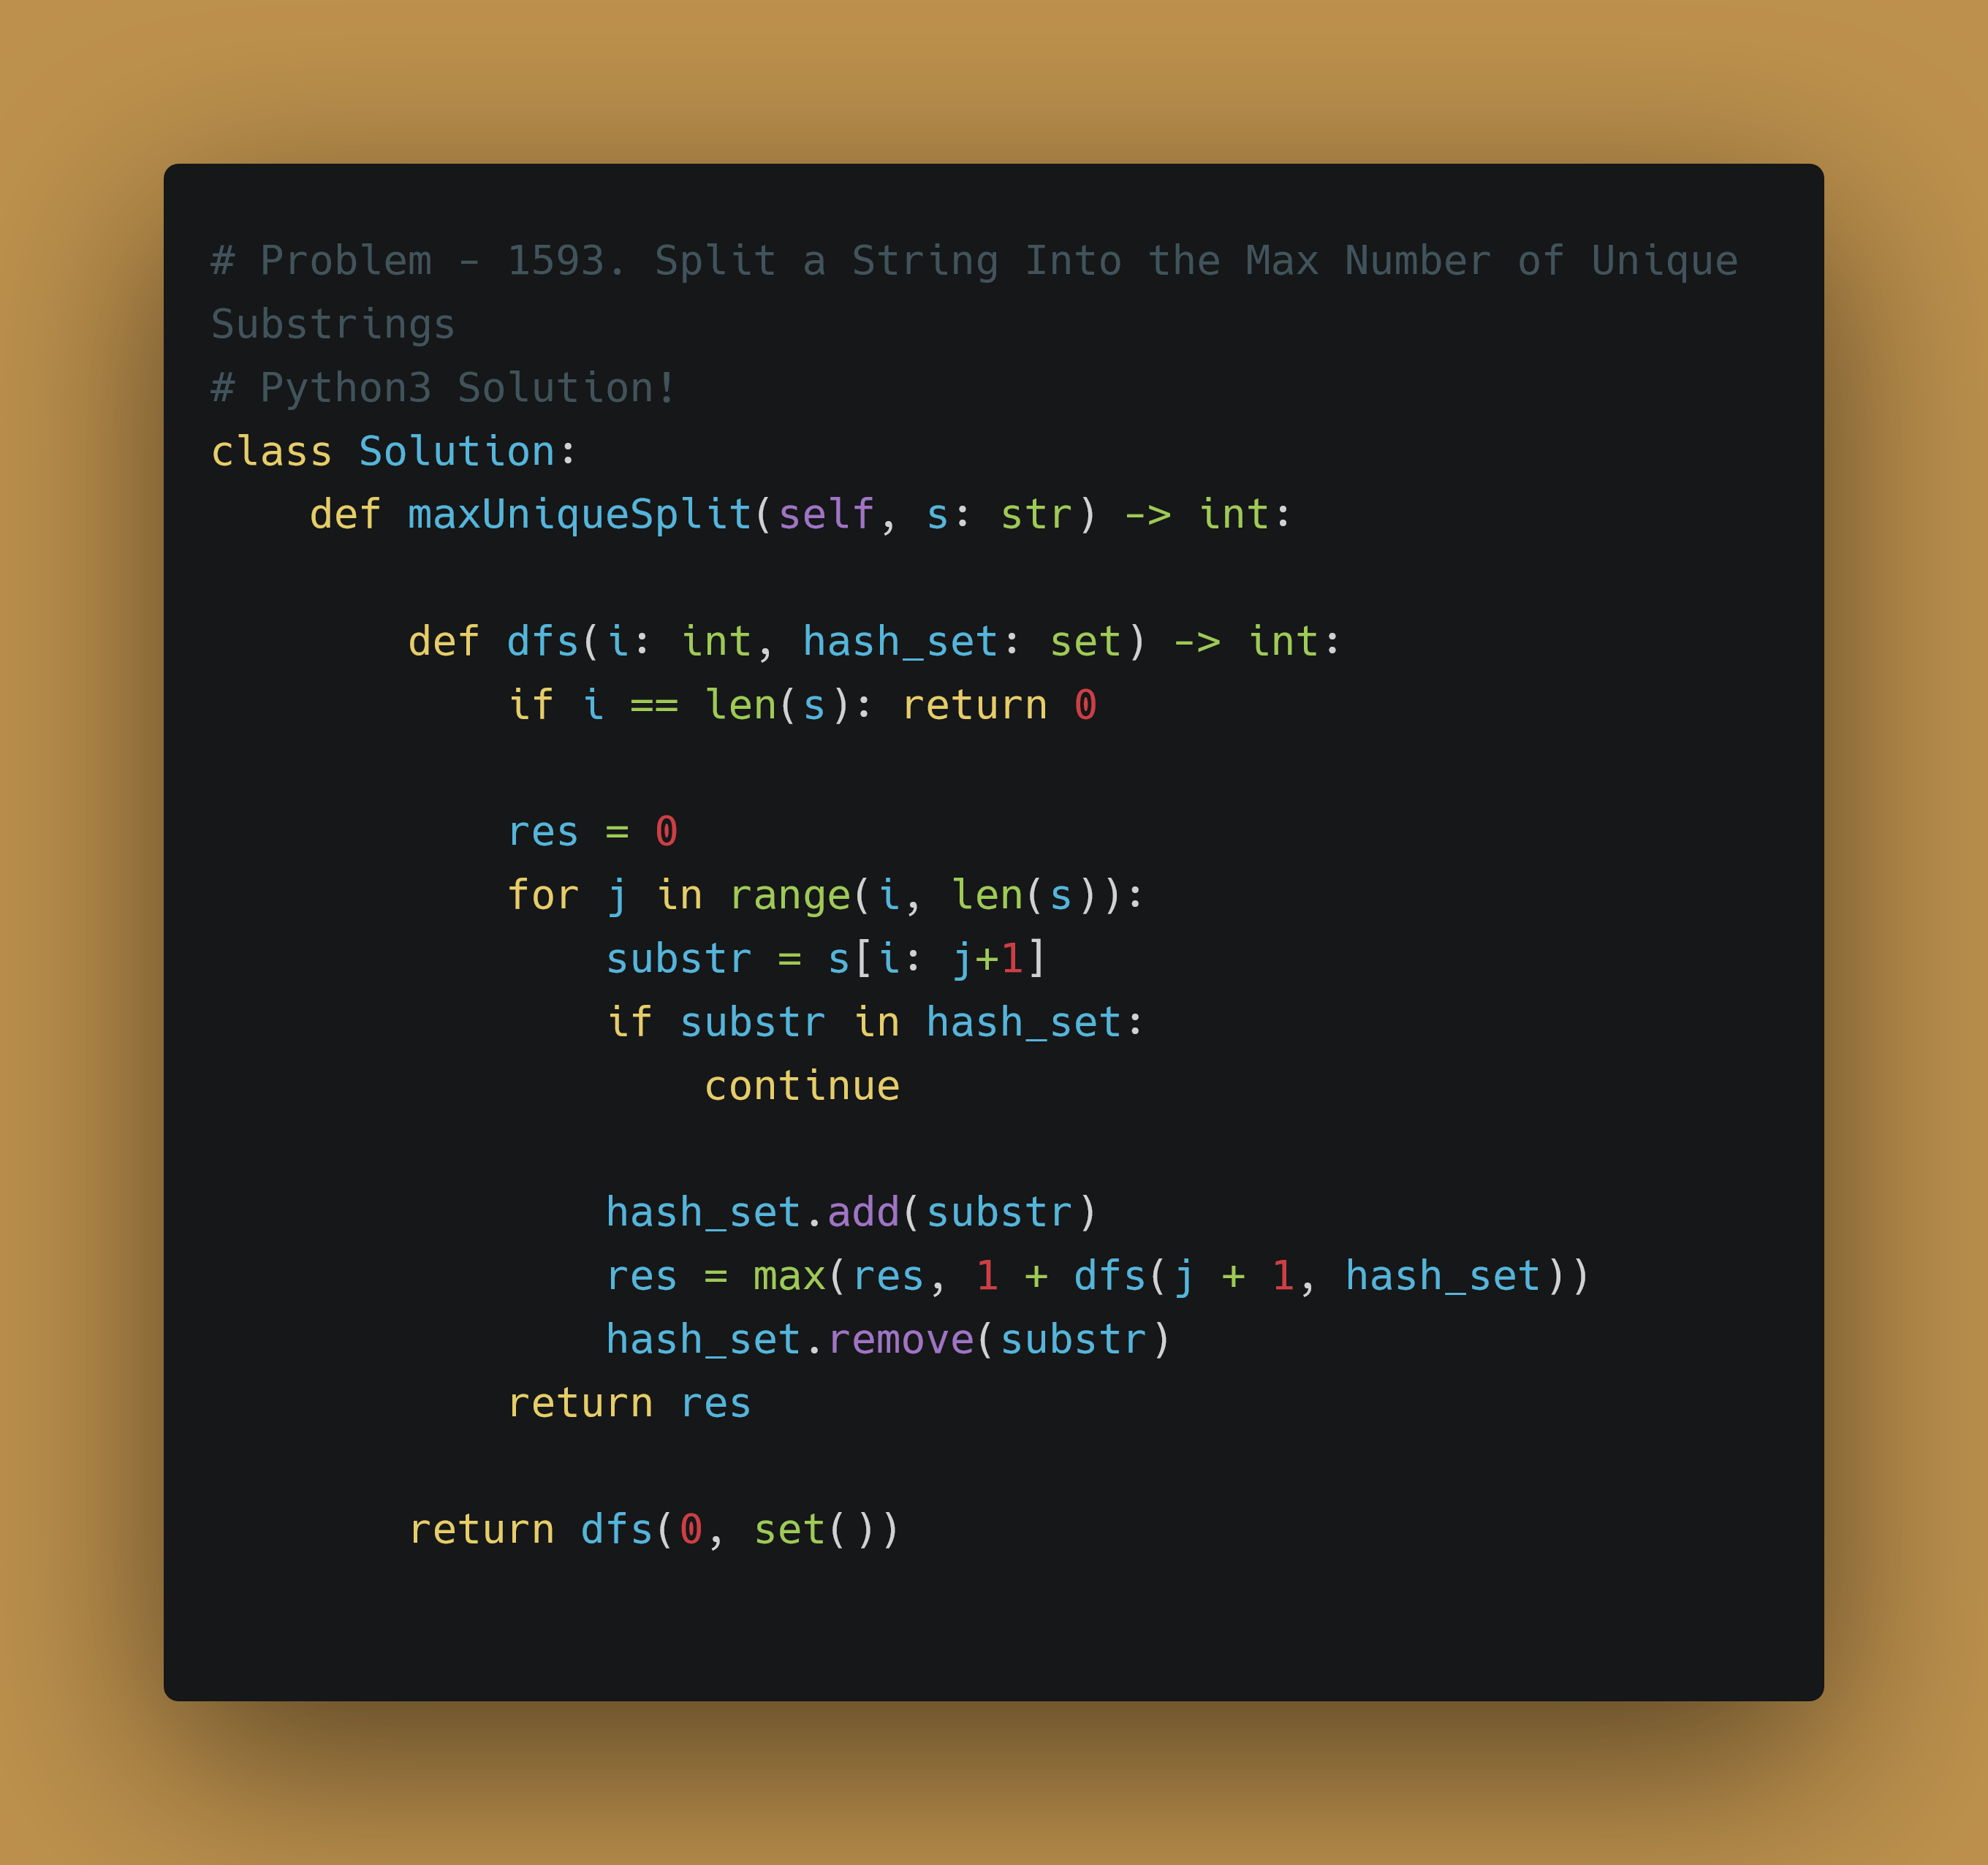 # Problem - 1593. Split a String Into the Max Number of Unique
Substrings
# Python3 Solution!
class Solution:
    def maxUniqueSplit(self, s: str) -> int:

        def dfs(i: int, hash_set: set) -> int:
            if i == len(s): return 0

            res = 0
            for j in range(i, len(s)):
                substr = s[i: j+1]
                if substr in hash_set:
                    continue

                hash_set.add(substr)
                res = max(res, 1 + dfs(j + 1, hash_set))
                hash_set.remove(substr)
            return res

        return dfs(0, set())